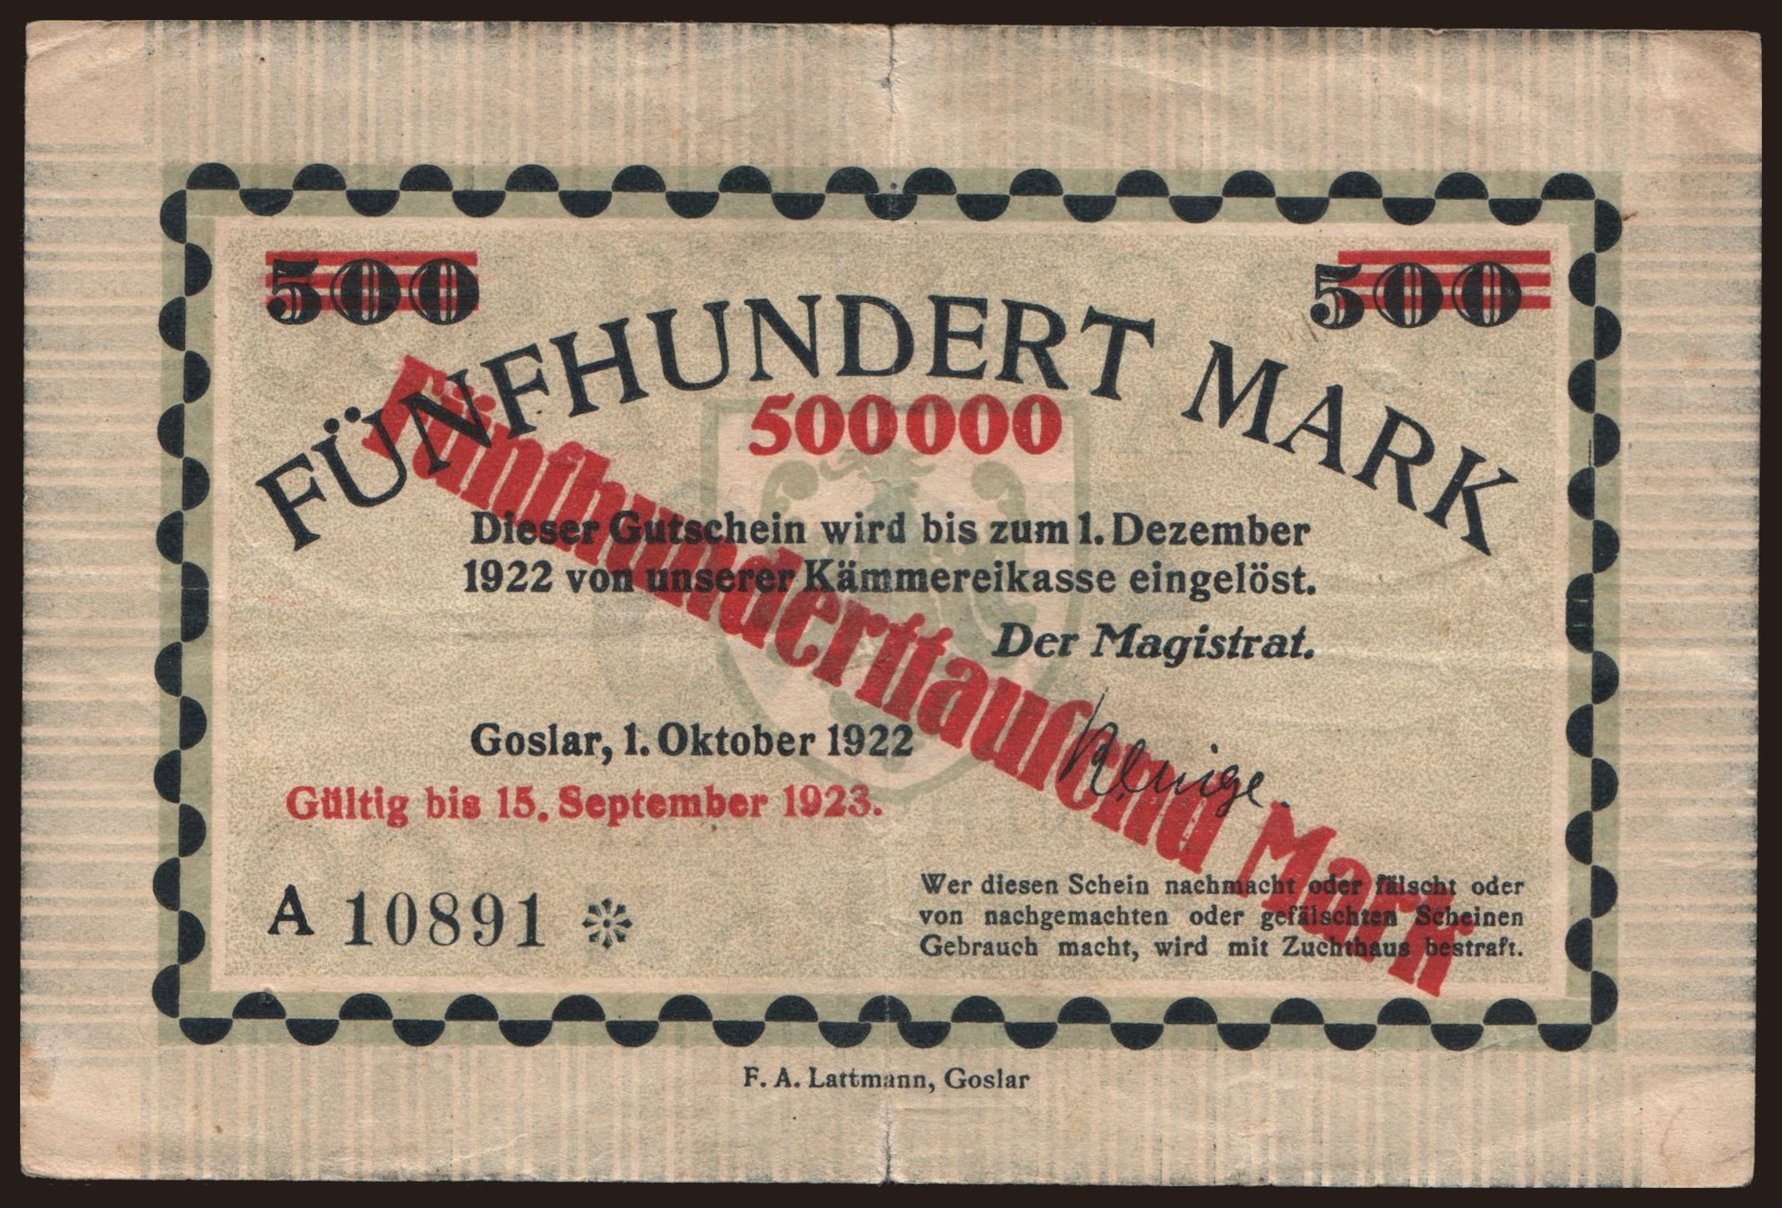 500 500
FÜNFHUNDERT MARK
500000
Fünfhunderttauſend Mark
Dieser Gutschein wird bis zum 1. Dezember
1922 von unserer Kämmereikasse eingelöst.
Der Magistrat.
Goslar, 1. Oktober 1922
Gültig bis 15. September 1923.
A 10891
Wer diesen Schein nachmacht oder fälscht oder
von nachgemachten oder gefälschten Scheinen
Gebrauch macht, wird mit Zuchthaus bestraft.
F. A. Lattmann, Goslar